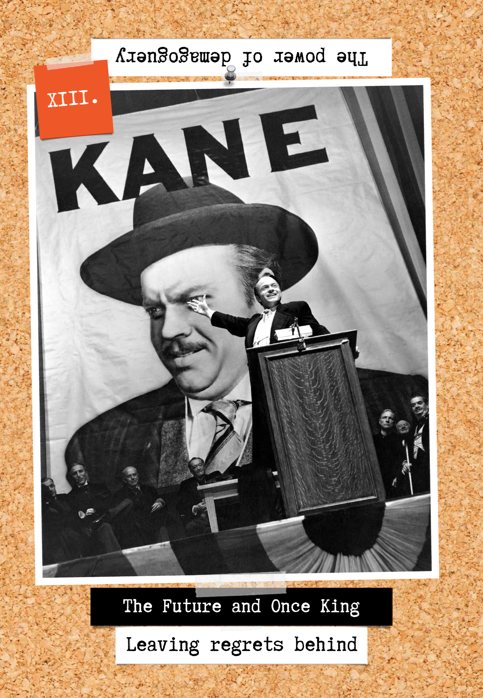 The power of demagoguery
XIII.
KANE
The Future and Once King
Leaving regrets behind